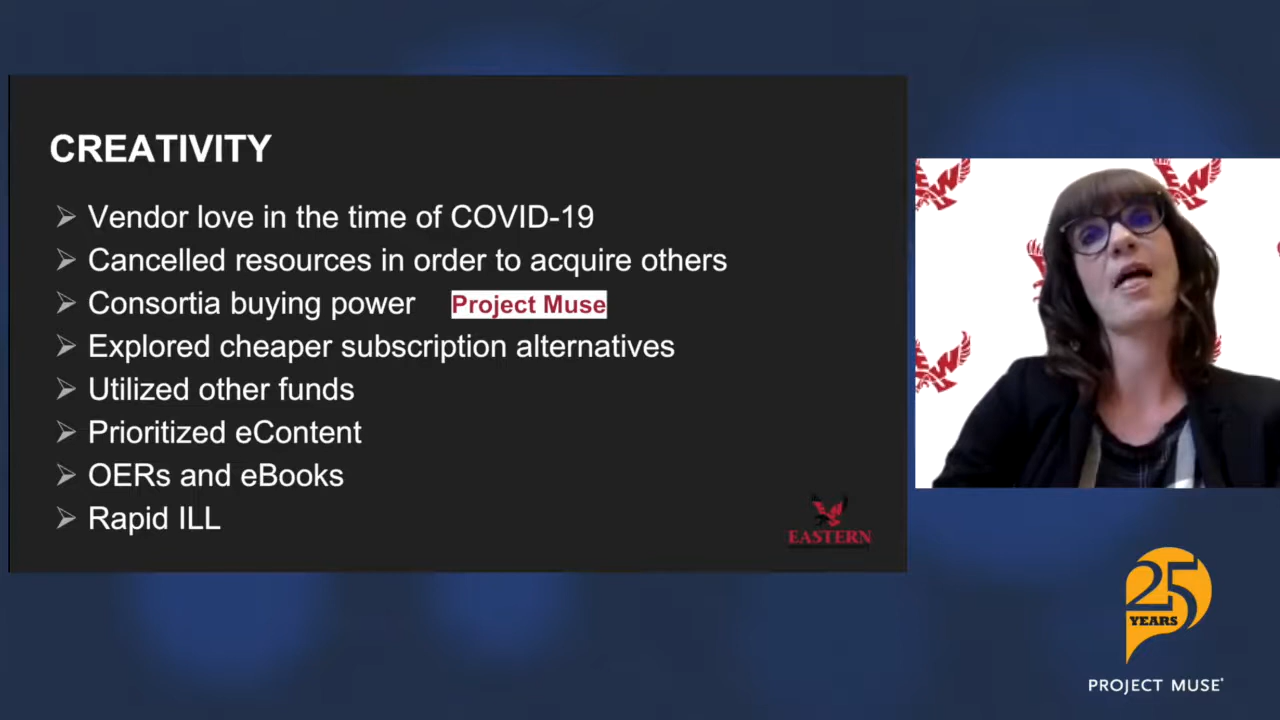 CREATIVITY
➢ Vendor love in the time of COVID-19
➢ Cancelled resources in order to acquire others
➢ Consortia buying power Project Muse
➢ Explored cheaper subscription alternatives
➢ Utilized other funds
➢ Prioritized eContent
➢ OERs and eBooks
➢ Rapid ILL
EASTERN
25
YEARS
PROJECT MUSE®